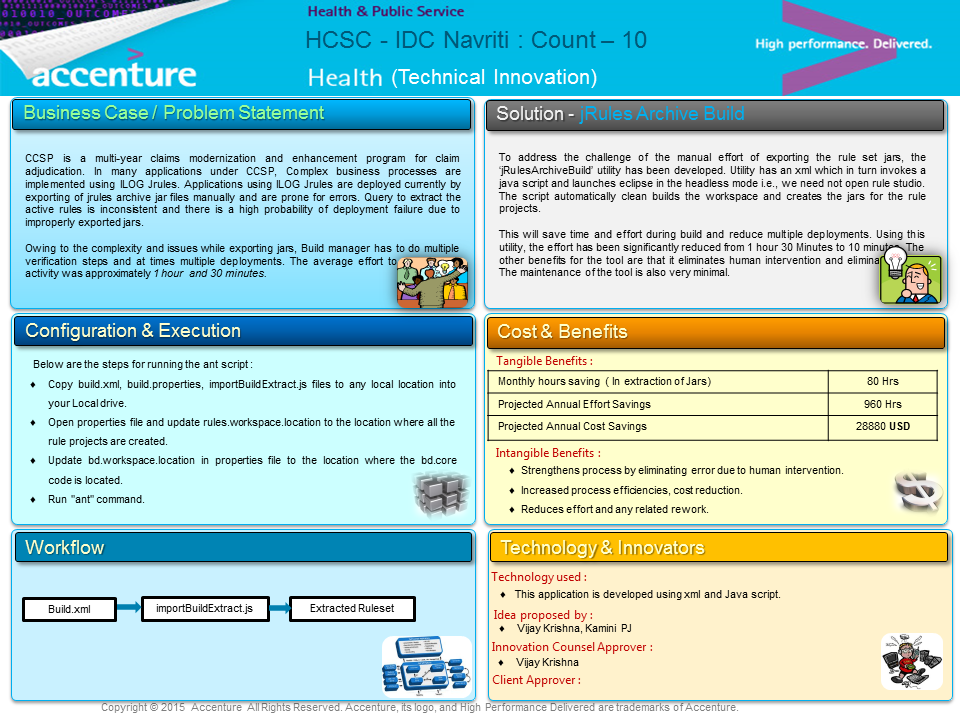 010010_OUTCOME
Health & Public Service
HCSC - IDC Navriti : Count – 10
High performance. Delivered.
accenture
Health (Technical Innovation)
Business Case / Problem Statement
CCSP is a multi-year claims modernization and enhancement program for claim
adjudication. In many applications under CCSP, Complex business processes are
implemented using ILOG Jrules. Applications using ILOG Jrules are deployed currently by
exporting of jrules archive jar files manually and are prone for errors. Query to extract the
active rules is inconsistent and there is a high probability of deployment failure due to
improperly exported jars.
Owing to the complexity and issues while exporting jars, Build manager has to do multiple
verification steps and at times multiple deployments. The average effort to
activity was approximately 1 hour and 30 minutes.
Solution - jRules Archive Build
To address the challenge of the manual effort of exporting the rule set jars, the
'jRulesArchiveBuild' utility has been developed. Utility has an xml which in turn invokes a
java script and launches eclipse in the headless mode i.e., we need not open rule studio.
The script automatically clean builds the workspace and creates the jars for the rule
projects.
This will save time and effort during build and reduce multiple deployments. Using this
utility, the effort has been significantly reduced from 1 hour 30 Minutes to 10 minutes. The
other benefits for the tool are that it eliminates human intervention and
The maintenance of the tool is also very minimal.
Configuration & Execution
Below are the steps for running the ant script :
♦ Copy build.xml, build.properties, importBuildExtract.js files to any local location into
your Local drive.
♦ Open properties file and update rules.workspace.location to the location where all the
rule projects are created.
♦ Update bd.workspace.location in properties file to the location where the bd.core
code is located.
♦ Run "ant" command.
Cost & Benefits
Tangible Benefits :
Monthly hours saving ( In extraction of Jars) 80 Hrs
Projected Annual Effort Savings 960 Hrs
Projected Annual Cost Savings 28880 USD
Intangible Benefits :
♦ Strengthens process by eliminating error due to human intervention.
♦ Increased process efficiencies, cost reduction.
♦ Reduces effort and any related rework.
Workflow
Build.xml importBuildExtract.js Extracted Ruleset
Technology & Innovators
Technology used :
♦ This application is developed using xml and Java script.
Idea proposed by :
♦ Vijay Krishna, Kamini PJ
Innovation Counsel Approver :
♦ Vijay Krishna
Client Approver :
Copyright © 2015 Accenture All Rights Reserved. Accenture, its logo, and High Performance Delivered are trademarks of Accenture.